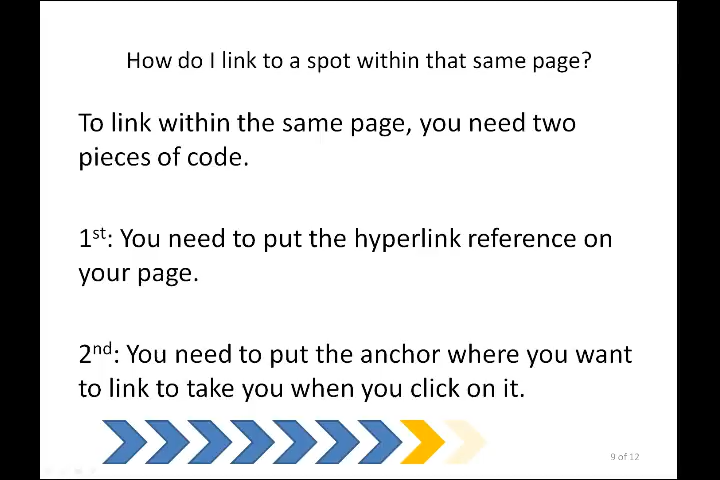 How do I link to a spot within that same page?
To link within the same page, you need two
pieces of code.
1st: You need to put the hyperlink reference on
your page.
2nd: You need to put the anchor where you want
to link to take you when you click on it.
9 of 12